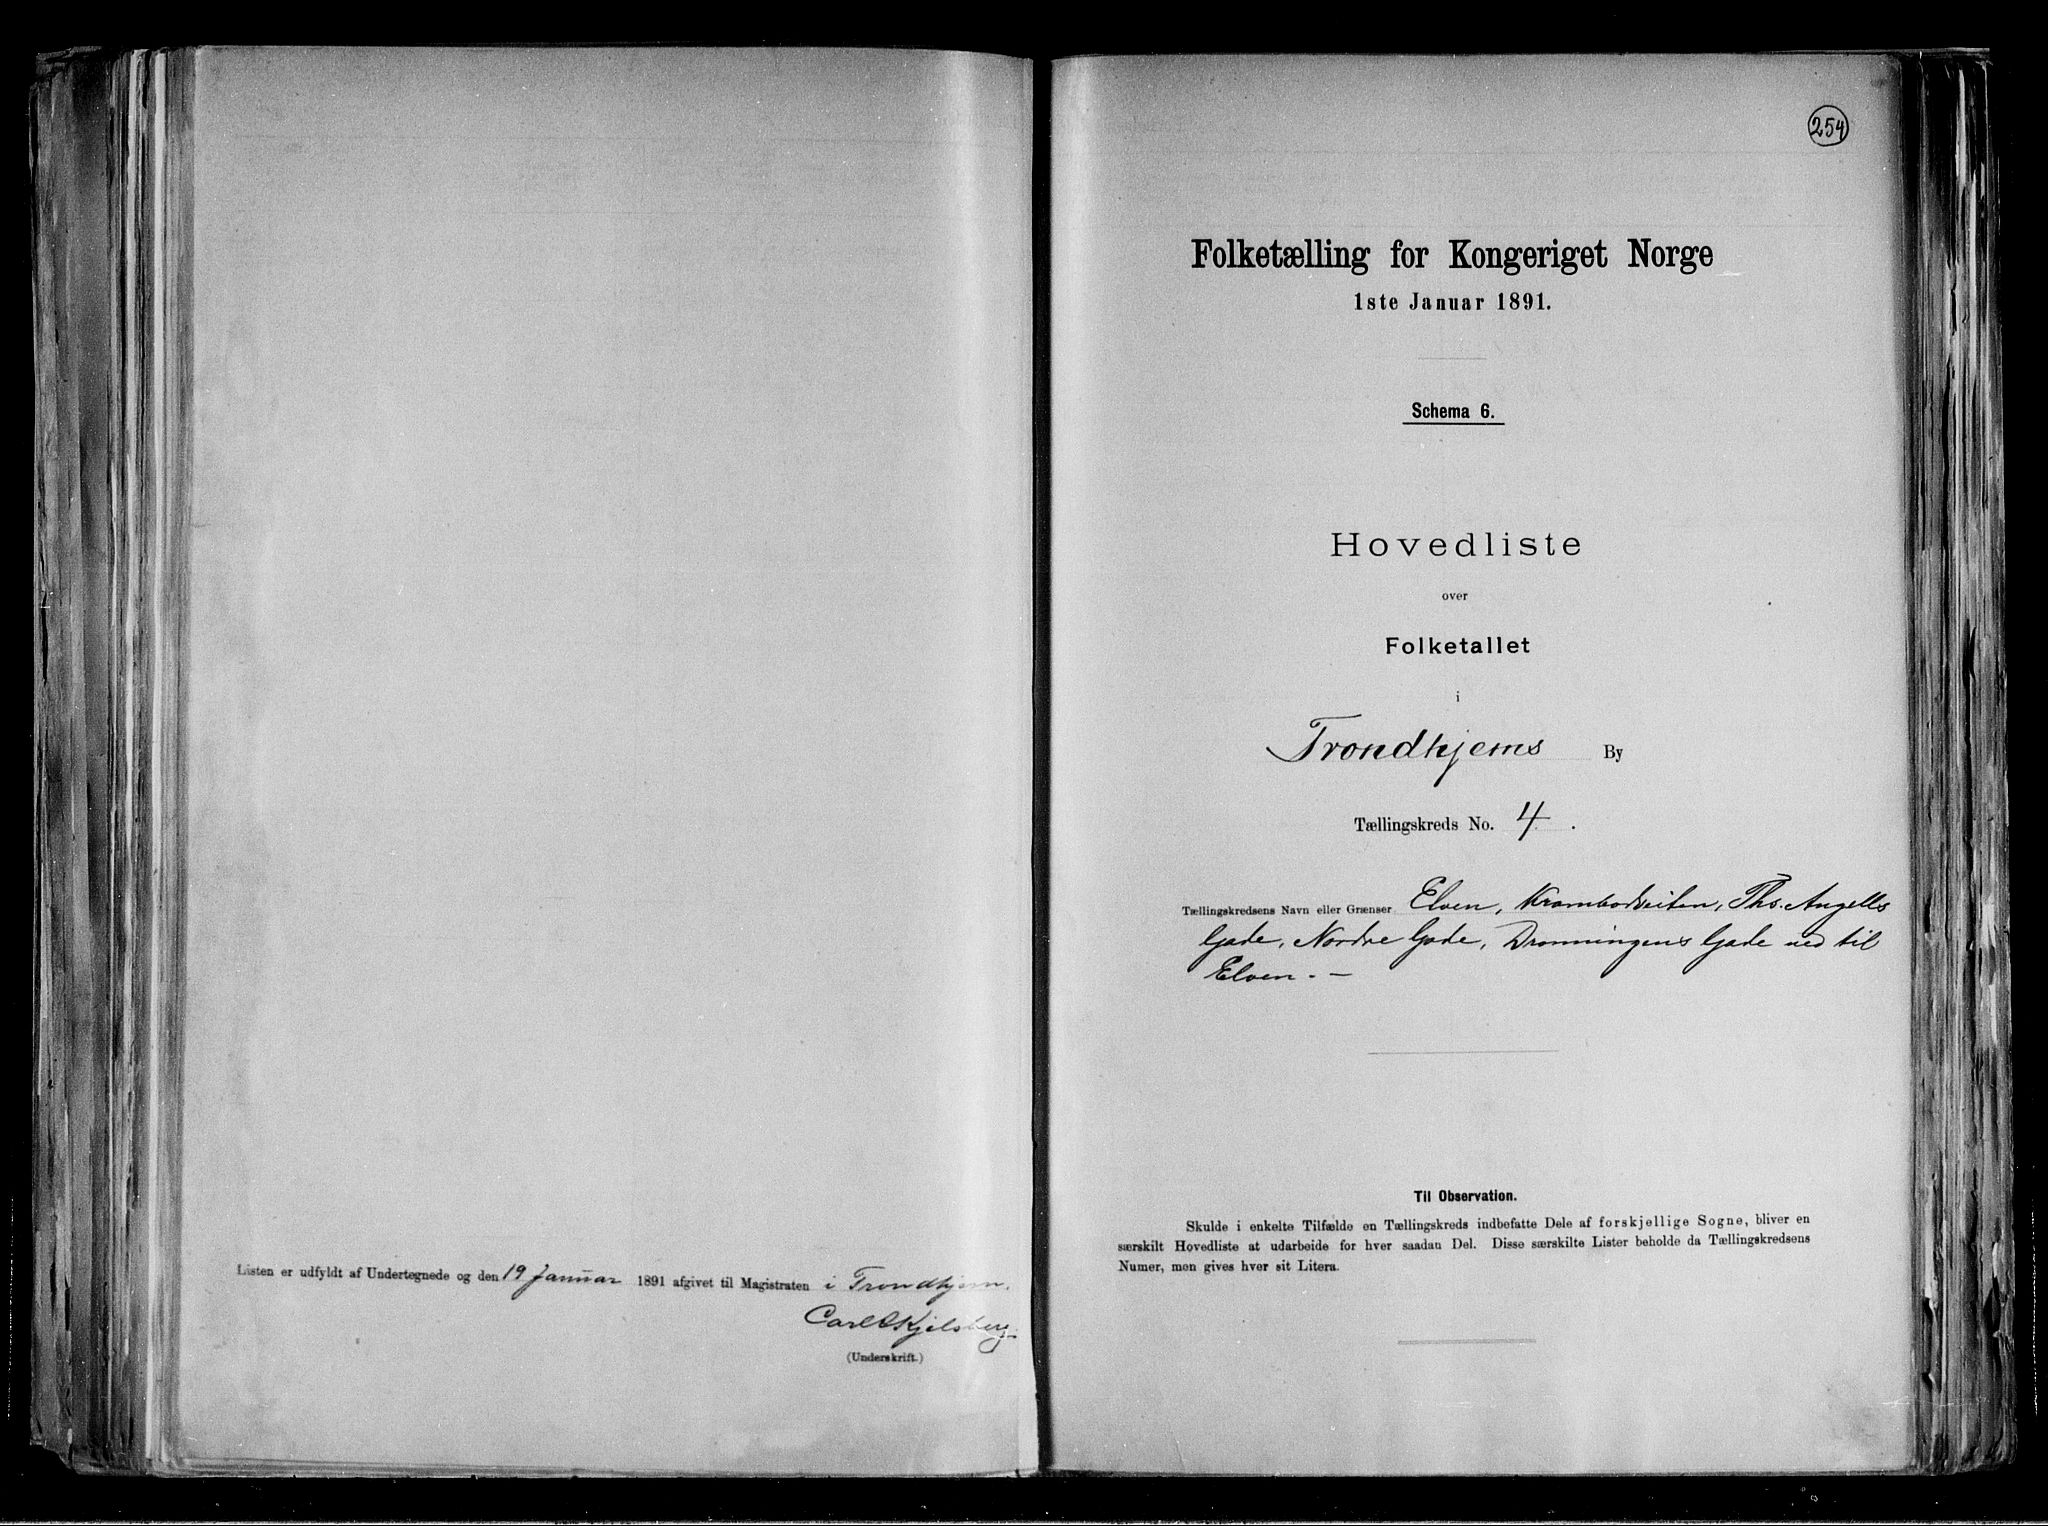 Listen er udfyldt af Undertegnede og den 19 Januar 1891 afgivet til Magistraten i Trondhjem.
Carl Kjelsberg
(Underskrift.)
254
Folketælling for Kongeriget Norge
1ste Januar 1891.
Schema 6.
Hovedliste
over
Folketallet
i
Trondhjems By
Tællingskreds No. 4.
Tællingskredsens Navn eller Grænser Elven, Krambodveiten, Ths. Angells
Gade, Nordre Gade, Dronningens Gade ned til
Elven. —
Til Observation.
Skulde i enkelte Tilfælde en Tællingskreds indbefatte Dele af forskjellige Sogne, bliver en
særskilt Hovedliste at udarbeide for hver saadan Del. Disse særskilte Lister beholde da Tællingskredsens
Numer, men gives hver sit Litera.